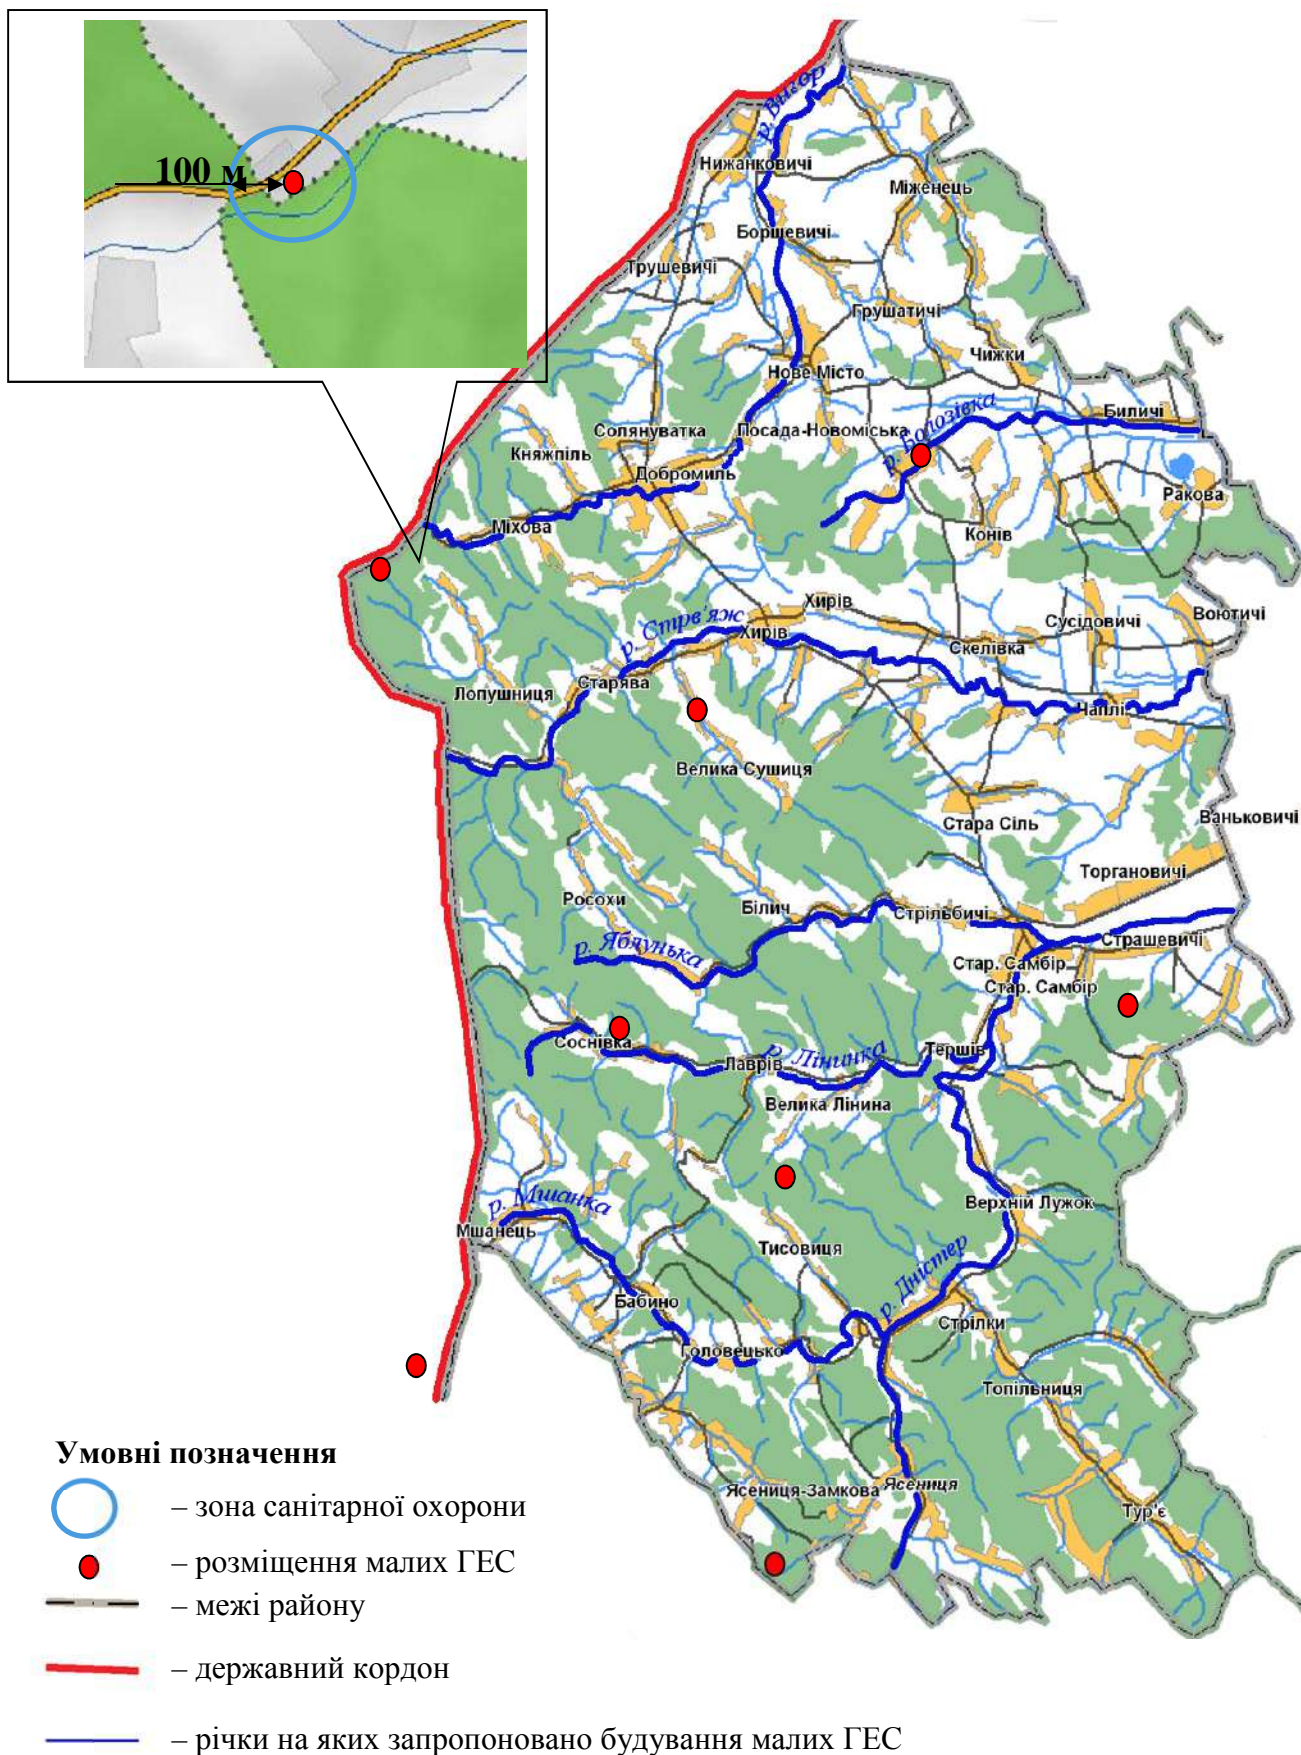 100 м
р. Вигор
Нижанковичі
Міженець
Боршевичі
Трушевичі
Грушатичі
Чижки
Нове Місто
Биличі
р. Болозівка
Солянуватка
Посада-Новоміська
Княжпіль
Добромиль
Ракова
Міхова
Конів
Хирів
Воютичі
р. Стрв'яж
Хирів
Сусідовичі
Скелівка
Старява
Лопушниця
Чаплі
Велика Сушиця
Ваньковичі
Стара Сіль
Торгановичі
Росохи
Білич
Стрільбичі
р. Яблунька
Страшевичі
Стар. Самбір
Стар. Самбір
Соснівка
р. Лінинка
Тершів
Лаврів
Велика Лінина
р. Мшанка
Верхній Лужок
Мшанець
Тисовиця
р. Дністер
Бабино
Стрілки
Головецько
Топільниця
Ясениця-Замкова
Ясениця
Тур'є
Умовні позначення
– зона санітарної охорони
– розміщення малих ГЕС
– межі району
– державний кордон
– річки на яких запропоновано будування малих ГЕС